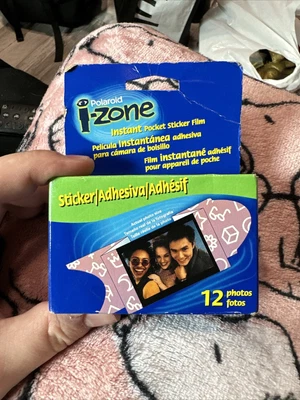 Polaroid
i-zone
Instant Pocket Sticker Film
Película instantánea adhesiva
para cámara de bolsillo
Film instantané adhésif
pour appareil de poche
Sticker/Adhesiva/Adhésif
12 photos
fotos